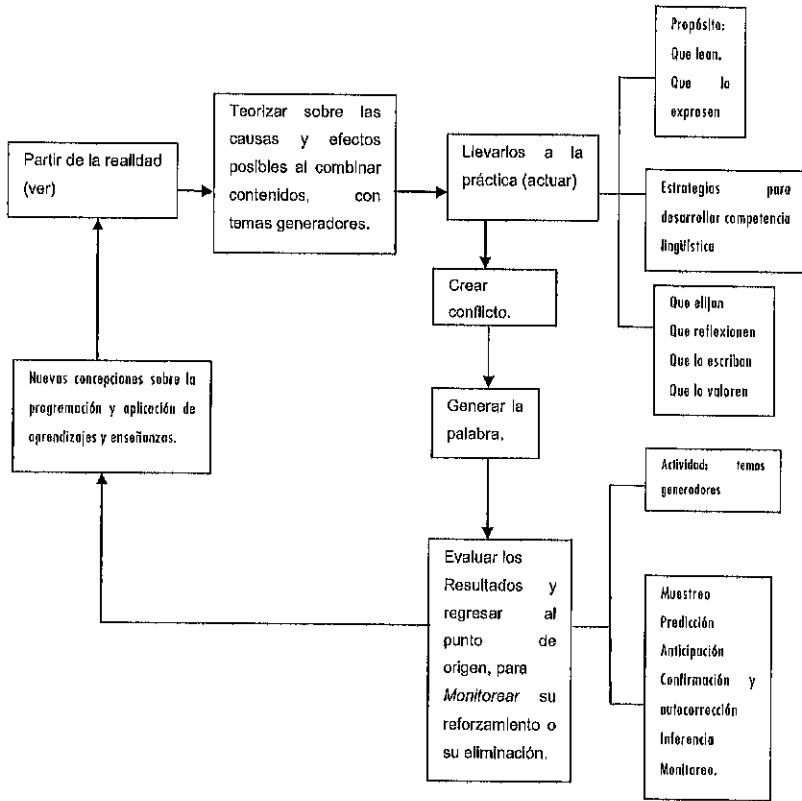 Partir de la realidad
(ver)
Teorizar sobre las
causas y efectos
posibles al combinar
contenidos, con
temas generadores.
Llevarlos a la
práctica (actuar)
Propósito:
Que lean.
Que lo
expresen
Estrategias para
desarrollar competencia
lingüística
Que elijan
Que reflexionen
Que lo escriban
Que lo valoren
Crear
conflicto.
Generar la
palabra.
Nuevas concepciones sobre la
programación y aplicación de
aprendizajes y enseñanzas.
Evaluar los
Resultados y
regresar al
punto de
origen, para
Monitorear su
reforzamiento o
su eliminación.
Actividad: temas
generadores
Muestreo
Predicción
Anticipación
Confirmación y
autocorrección
Inferencia
Monitoreo.